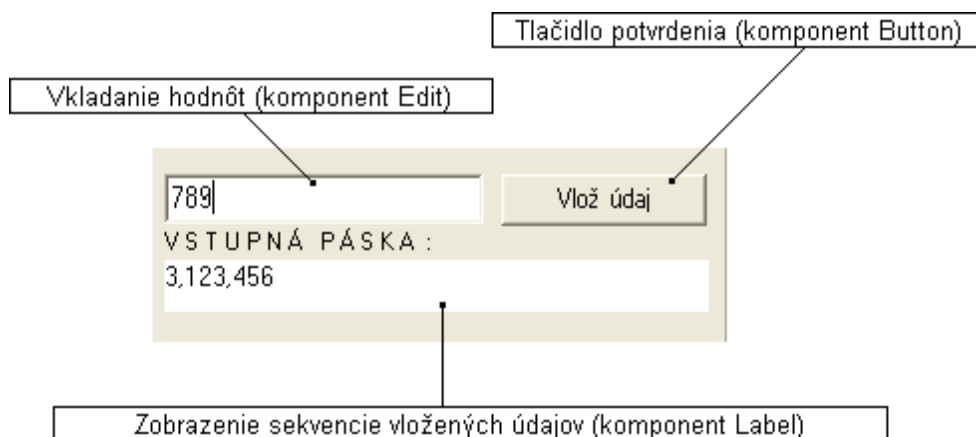 Tlačidlo potvrdenia (komponent Button)
Vkladanie hodnôt (komponent Edit)
789
Vlož údaj
VSTUPNÁ PÁSKA:
3,123,456
Zobrazenie sekvencie vložených údajov (komponent Label)